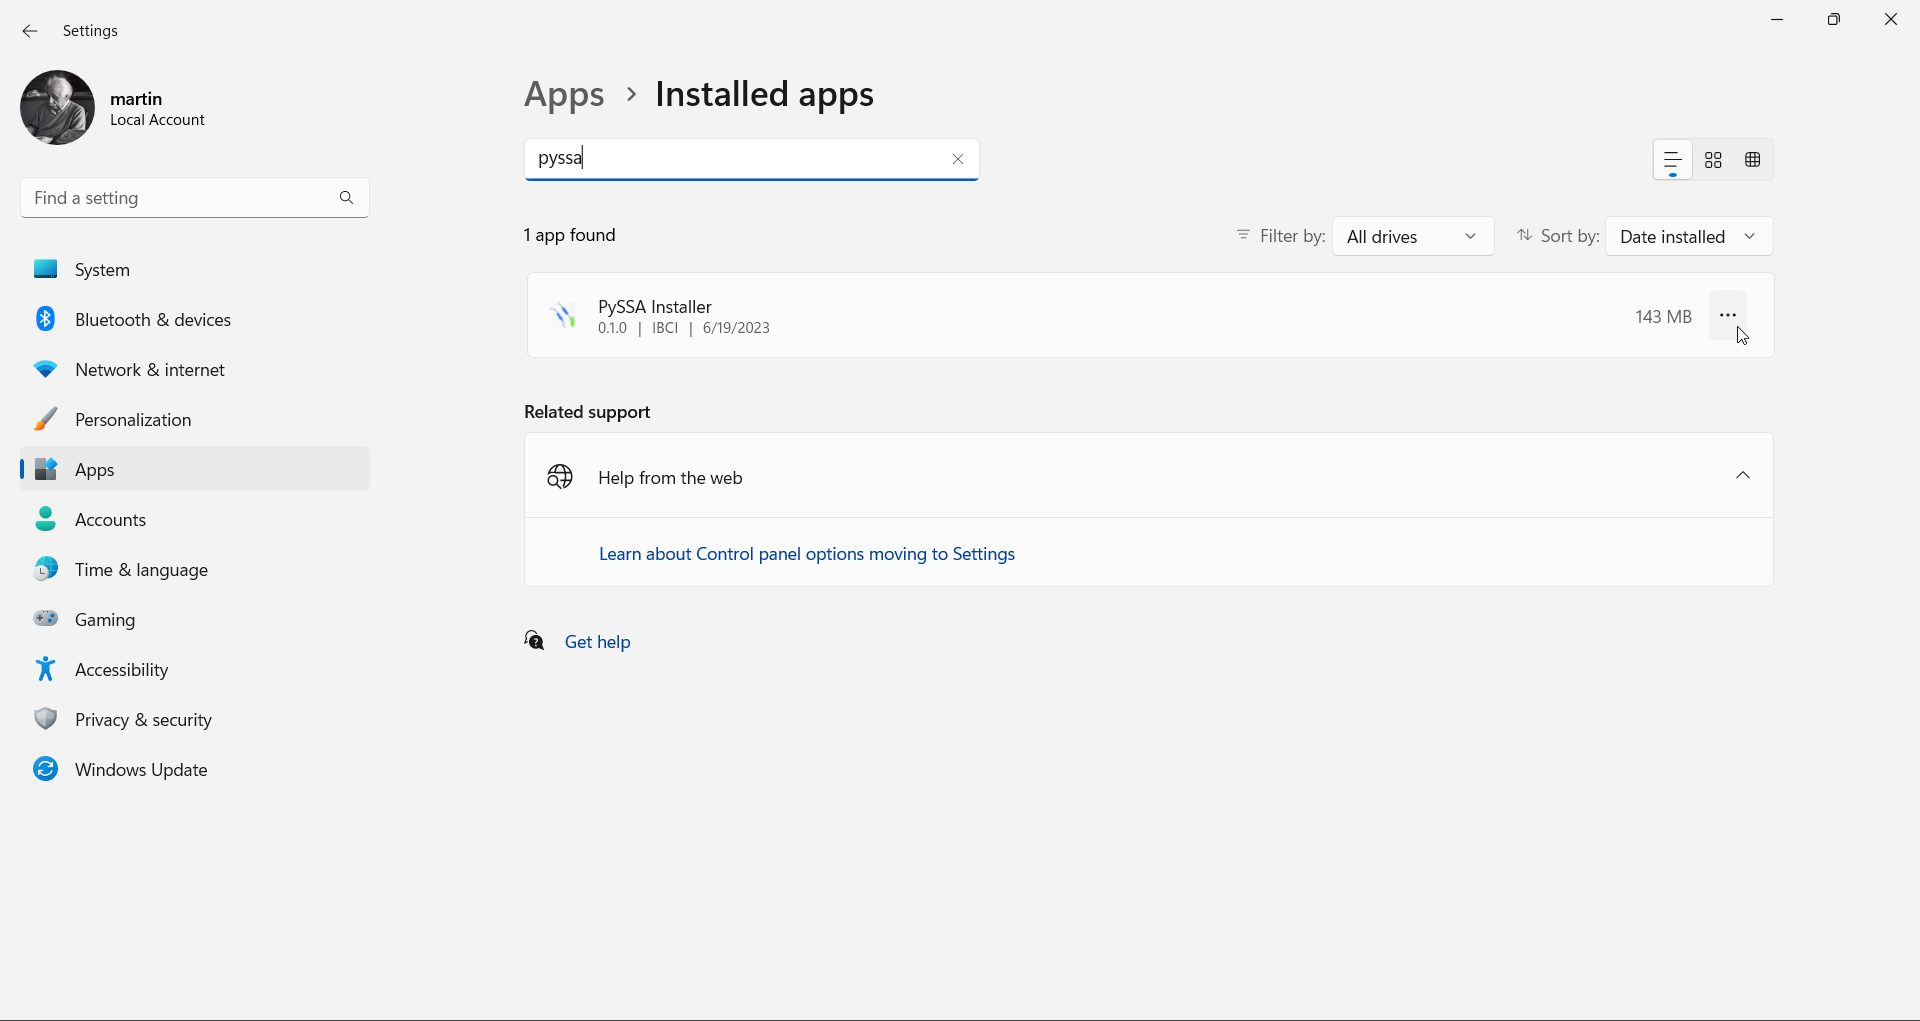 Settings
martin
Local Account
Find a setting
System
Bluetooth & devices
Network & internet
Personalization
Apps
Accounts
Time & language
Gaming
Accessibility
Privacy & security
Windows Update
Apps > Installed apps
pyssa
1 app found
Filter by: All drives
Sort by: Date installed
PySSA Installer
0.1.0 | IBCI | 6/19/2023
143 MB
Related support
Help from the web
Learn about Control panel options moving to Settings
Get help